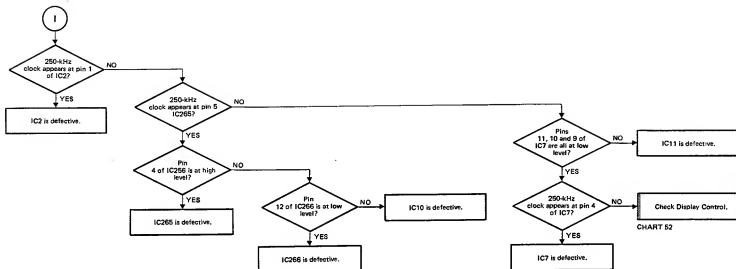 I
250-kHz
clock appears at pin 1
of IC2?
NO
YES
IC2 is defective.
250-kHz
clock appears at pin 5
IC265?
NO
YES
Pin
4 of IC256 is at high
level?
NO
YES
IC265 is defective.
Pin
12 of IC266 is at low
level?
NO
YES
IC10 is defective.
IC266 is defective.
Pins
11, 10 and 9 of
IC7 are all at low
level?
NO
YES
IC11 is defective.
250-kHz
clock appears at pin 4
of IC7?
NO
YES
Check Display Control.
CHART 52
IC7 is defective.